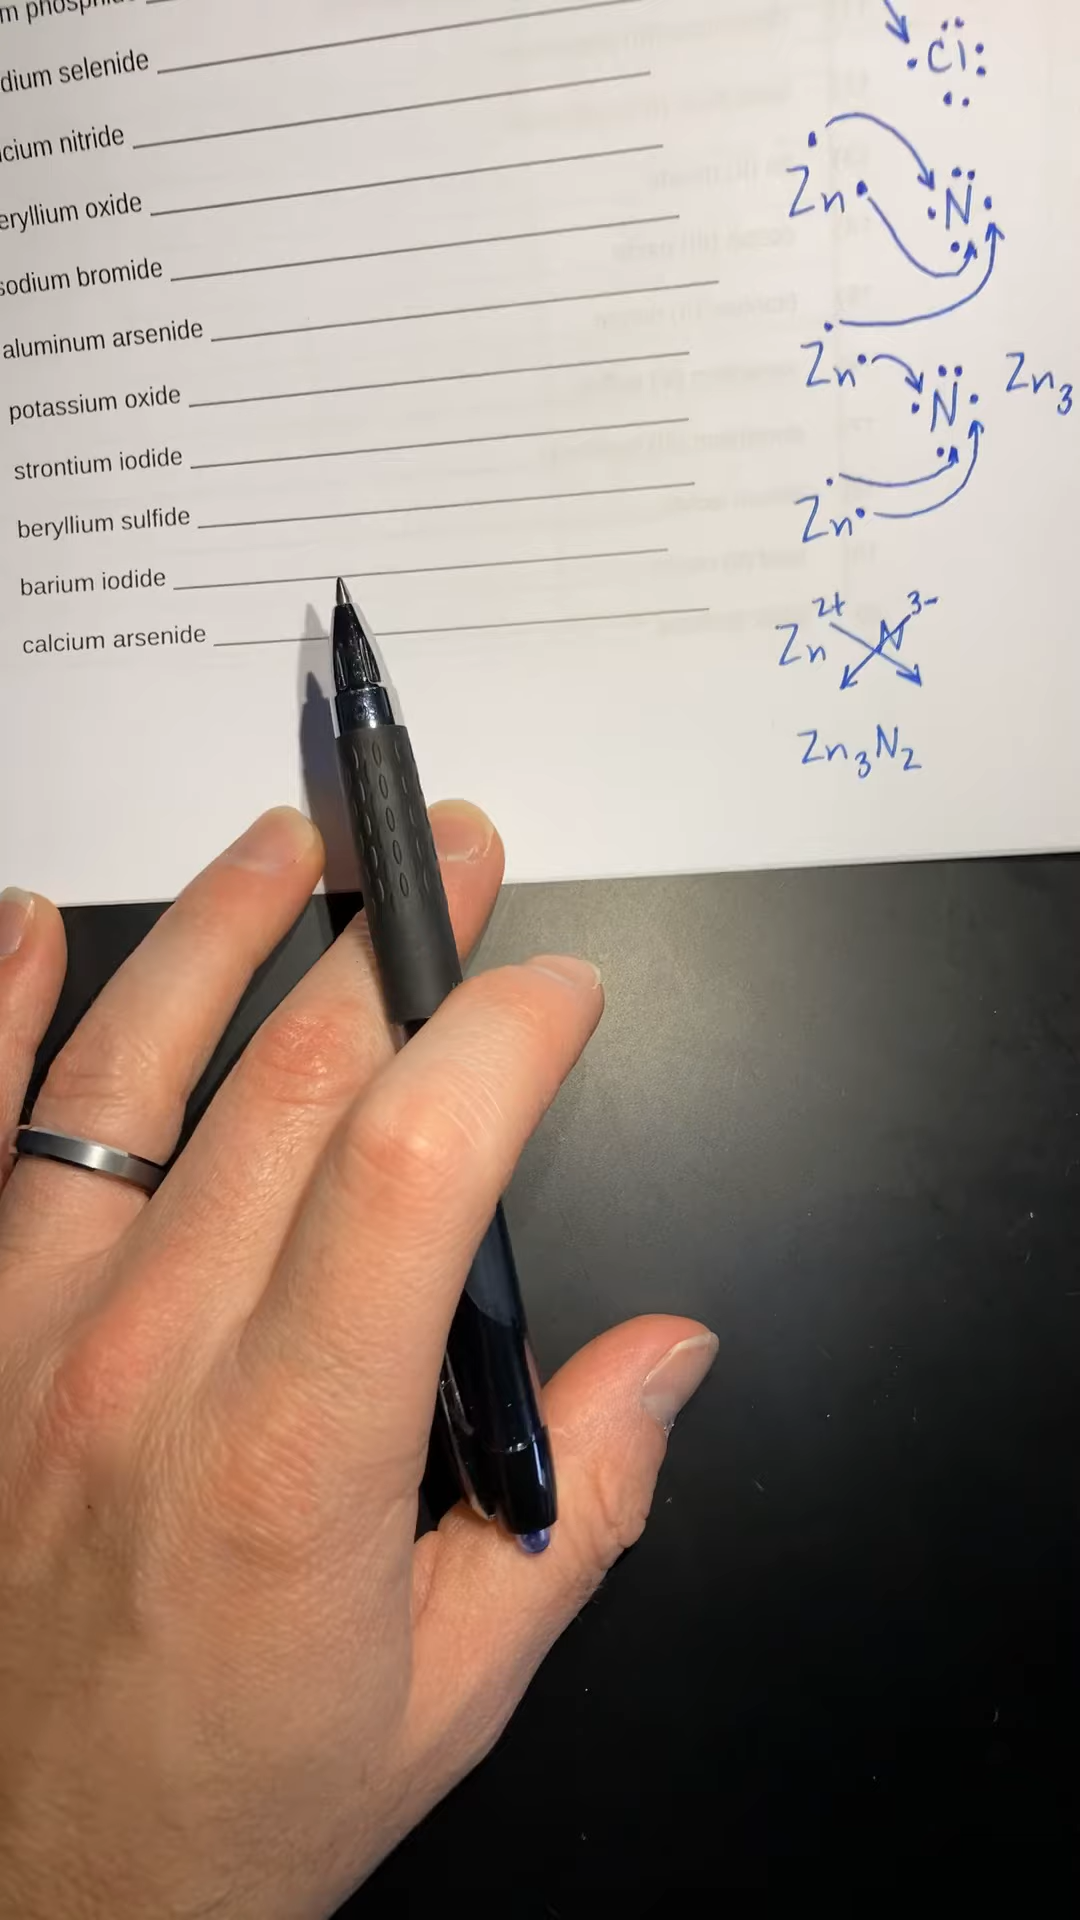 m phosphi
dium selenide
cium nitride
eryllium oxide
sodium bromide
aluminum arsenide
potassium oxide
strontium iodide
beryllium sulfide
barium iodide
calcium arsenide
Cl
Zn N
Zn N Zn3
Zn
Zn 2+ N 3-
Zn3N2